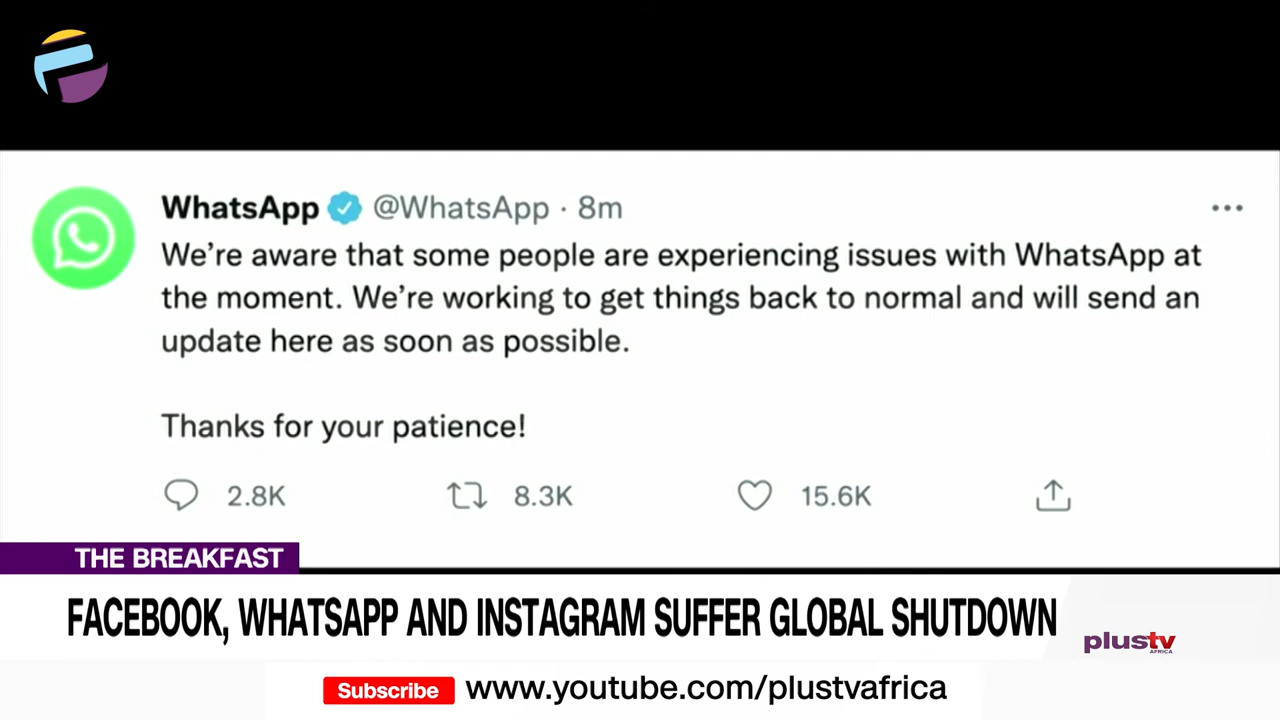 WhatsApp @WhatsApp · 8m
We’re aware that some people are experiencing issues with WhatsApp at
the moment. We’re working to get things back to normal and will send an
update here as soon as possible.
Thanks for your patience!
2.8K 8.3K 15.6K
THE BREAKFAST
FACEBOOK, WHATSAPP AND INSTAGRAM SUFFER GLOBAL SHUTDOWN
plustv
AFRICA
Subscribe www.youtube.com/plustvafrica